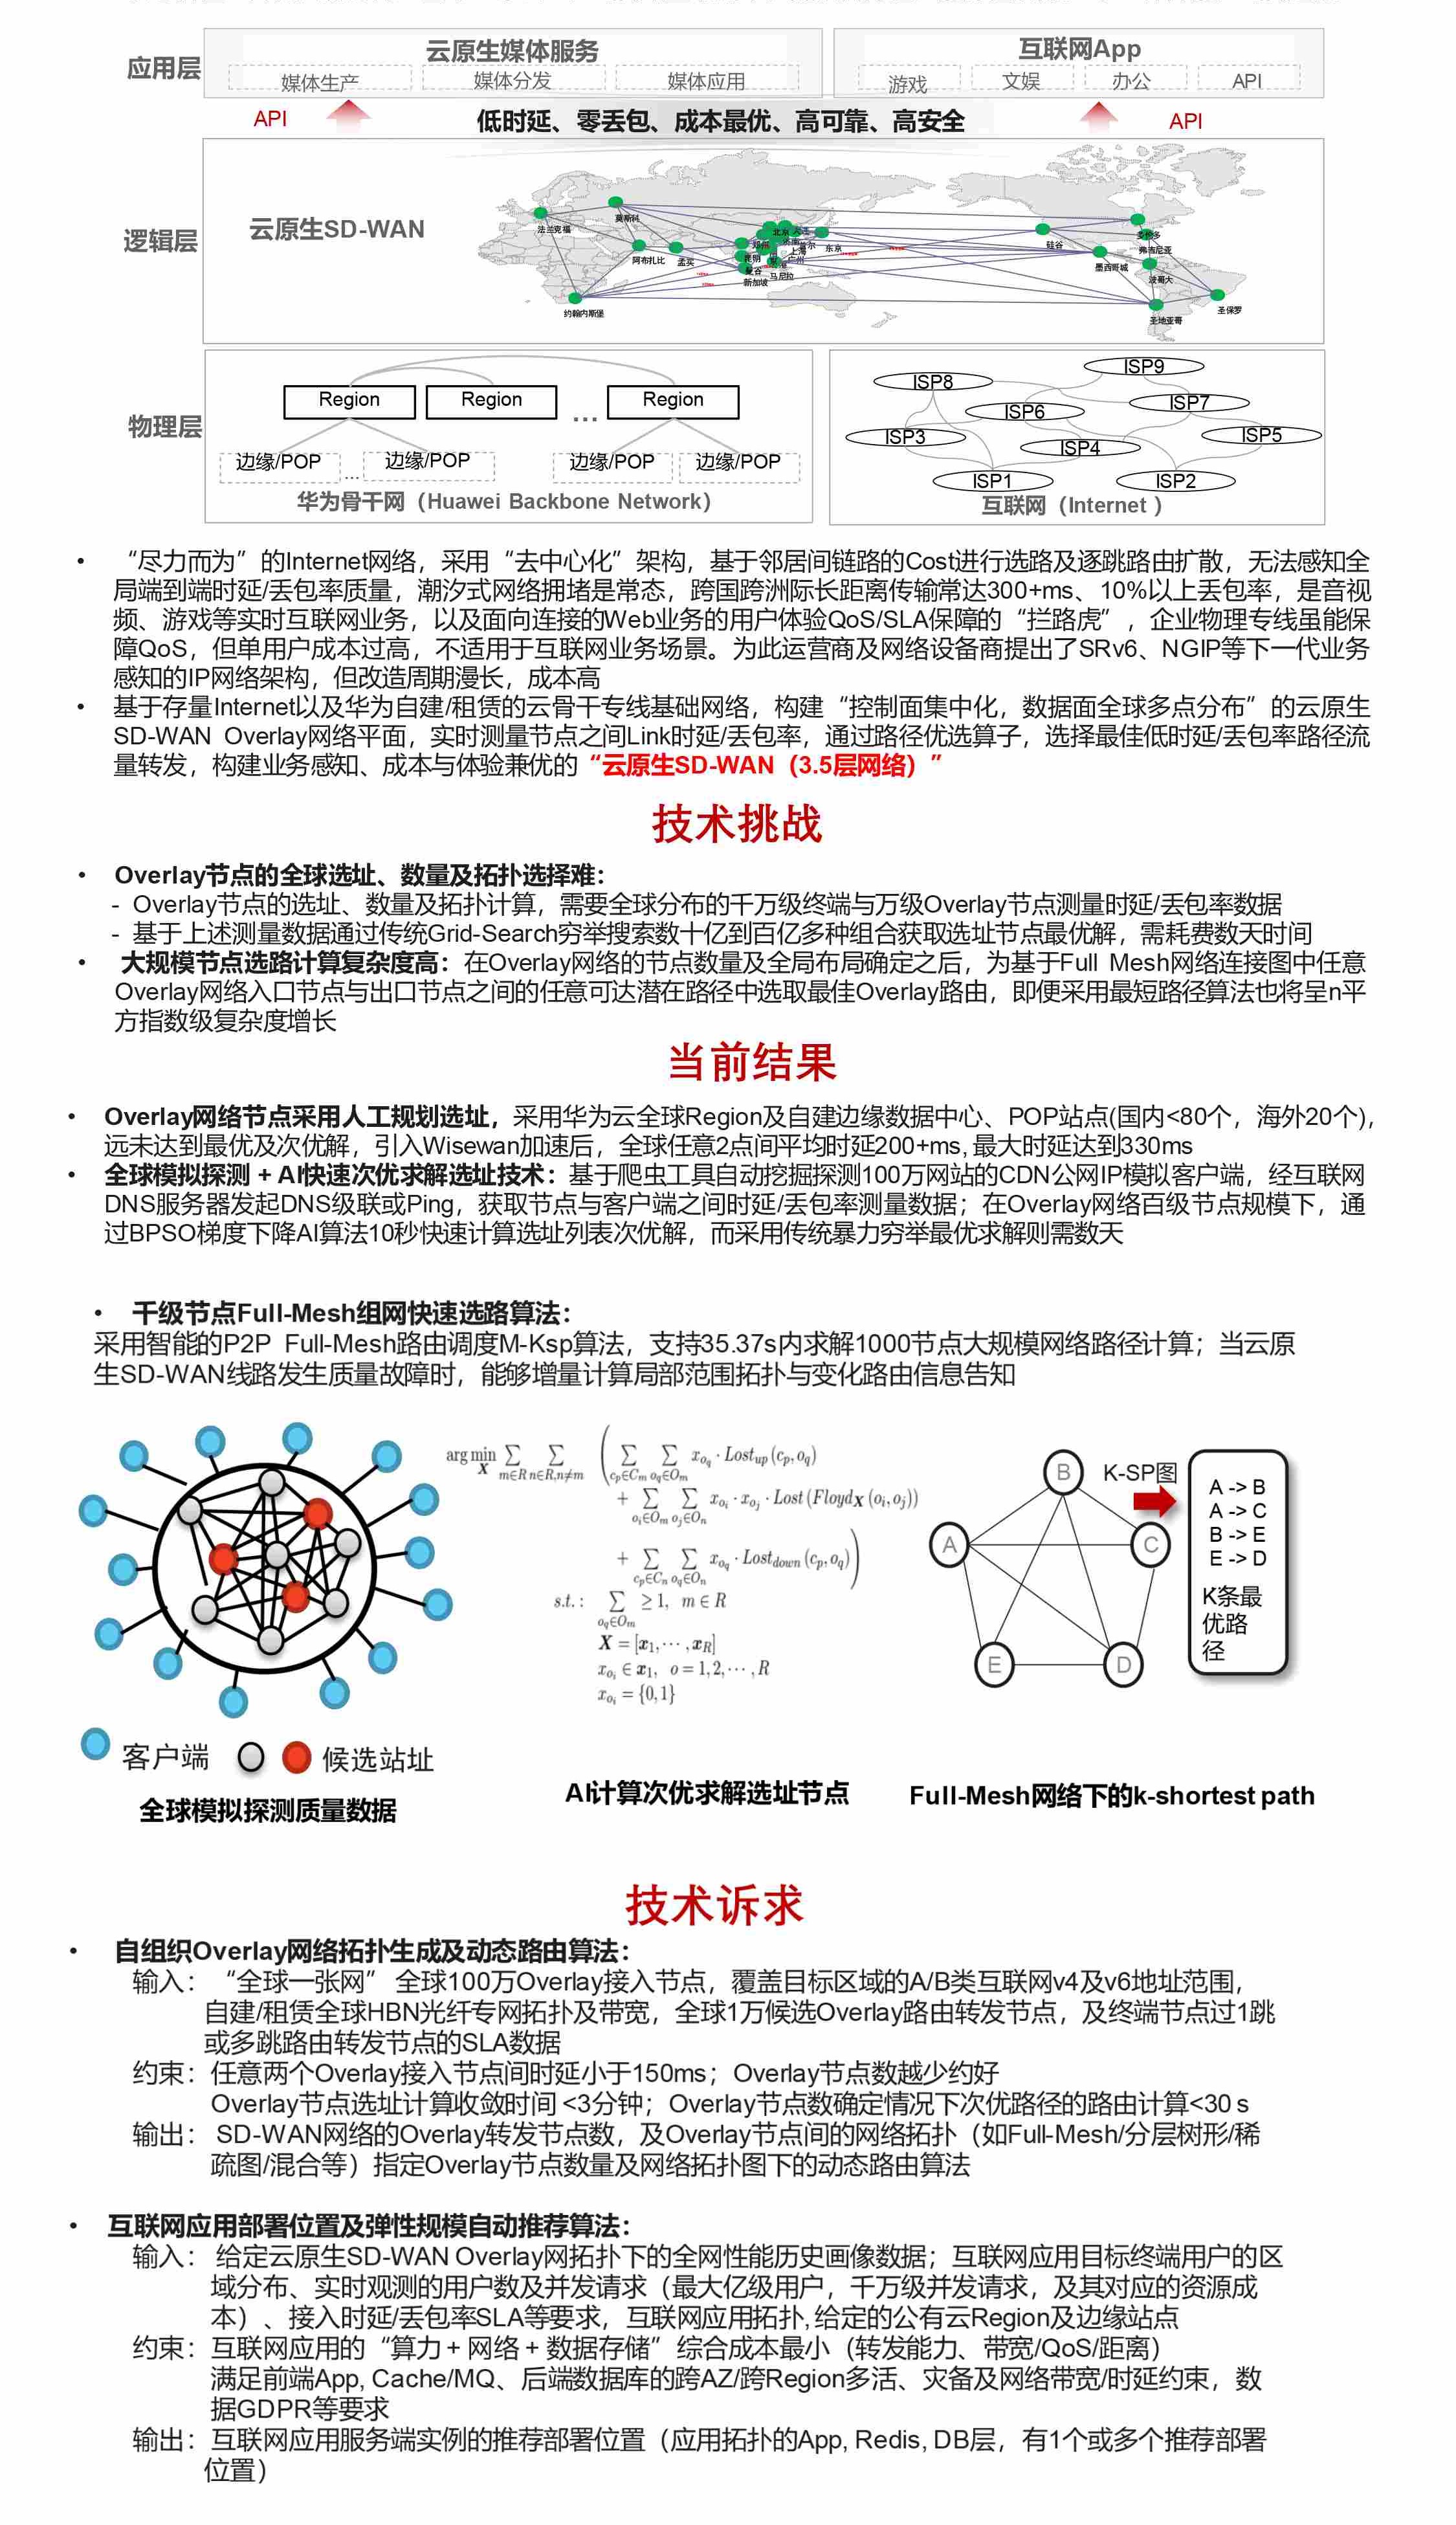 应用层
云原生媒体服务
媒体生产 媒体分发 媒体应用
互联网App
游戏 文娱 办公 API
API 低时延、零丢包、成本最优、高可靠、高安全 API
逻辑层
云原生SD-WAN
法兰克福
莫斯科
阿布扎比
孟买
约翰内斯堡
北京
郑州
济南
上海
昆明
广州
曼谷
马尼拉
新加坡
东京
硅谷
多伦多
弗吉尼亚
墨西哥城
波哥大
圣保罗
圣地亚哥
物理层
Region Region ... Region
边缘/POP ... 边缘/POP 边缘/POP 边缘/POP
华为骨干网（Huawei Backbone Network）
ISP9
ISP8
ISP6 ISP7
ISP3 ISP4 ISP5
ISP1 ISP2
互联网（Internet ）
• “尽力而为”的Internet网络，采用“去中心化”架构，基于邻居间链路的Cost进行选路及逐跳路由扩散，无法感知全
局端到端时延/丢包率质量，潮汐式网络拥堵是常态，跨国跨洲际长距离传输常达300+ms、10%以上丢包率，是音视
频、游戏等实时互联网业务，以及面向连接的Web业务的用户体验QoS/SLA保障的“拦路虎”，企业物理专线虽能保
障QoS，但单用户成本过高，不适用于互联网业务场景。为此运营商及网络设备商提出了SRv6、NGIP等下一代业务
感知的IP网络架构，但改造周期漫长，成本高
• 基于存量Internet以及华为自建/租赁的云骨干专线基础网络，构建“控制面集中化，数据面全球多点分布”的云原生
SD-WAN Overlay网络平面，实时测量节点之间Link时延/丢包率，通过路径优选算子，选择最佳低时延/丢包率路径流
量转发，构建业务感知、成本与体验兼优的“云原生SD-WAN（3.5层网络）”
技术挑战
• Overlay节点的全球选址、数量及拓扑选择难：
- Overlay节点的选址、数量及拓扑计算，需要全球分布的千万级终端与万级Overlay节点测量时延/丢包率数据
- 基于上述测量数据通过传统Grid-Search穷举搜索数十亿到百亿多种组合获取选址节点最优解，需耗费数天时间
• 大规模节点选路计算复杂度高：在Overlay网络的节点数量及全局布局确定之后，为基于Full Mesh网络连接图中任意
Overlay网络入口节点与出口节点之间的任意可达潜在路径中选取最佳Overlay路由，即便采用最短路径算法也将呈n平
方指数级复杂度增长
当前结果
• Overlay网络节点采用人工规划选址，采用华为云全球Region及自建边缘数据中心、POP站点(国内<80个，海外20个),
远未达到最优及次优解，引入Wisewan加速后，全球任意2点间平均时延200+ms, 最大时延达到330ms
• 全球模拟探测 + AI快速次优求解选址技术：基于爬虫工具自动挖掘探测100万网站的CDN公网IP模拟客户端，经互联网
DNS服务器发起DNS级联或Ping，获取节点与客户端之间时延/丢包率测量数据；在Overlay网络百级节点规模下，通
过BPSO梯度下降AI算法10秒快速计算选址列表次优解，而采用传统暴力穷举最优求解则需数天
• 千级节点Full-Mesh组网快速选路算法：
采用智能的P2P Full-Mesh路由调度M-Ksp算法，支持35.37s内求解1000节点大规模网络路径计算；当云原
生SD-WAN线路发生质量故障时，能够增量计算局部范围拓扑与变化路由信息告知
客户端 候选站址
全球模拟探测质量数据
arg min_X ∑_{m∈R} ∑_{n∈R,n≠m} ( ∑_{c_p∈C_m} ∑_{o_q∈O_m} x_{o_q} · Lost_{up} (c_p, o_q)
+ ∑_{o_i∈O_m} ∑_{o_j∈O_n} x_{o_i} · x_{o_j} · Lost (Floyd_X (o_i, o_j))
+ ∑_{c_p∈C_n} ∑_{o_q∈O_n} x_{o_q} · Lost_{down} (c_p, o_q) )
s.t. : ∑_{o_q∈O_m} ≥ 1, m ∈ R
X = [x_1, ⋯ , x_R]
x_{o_i} ∈ x_1, o = 1, 2, ⋯ , R
x_{o_i} = {0, 1}
AI计算次优求解选址节点
A B C D E
K-SP图
A -> B
A -> C
B -> E
E -> D
K条最
优路
径
Full-Mesh网络下的k-shortest path
技术诉求
• 自组织Overlay网络拓扑生成及动态路由算法：
输入：“全球一张网” 全球100万Overlay接入节点，覆盖目标区域的A/B类互联网v4及v6地址范围，
自建/租赁全球HBN光纤专网拓扑及带宽，全球1万候选Overlay路由转发节点，及终端节点过1跳
或多跳路由转发节点的SLA数据
约束：任意两个Overlay接入节点间时延小于150ms；Overlay节点数越少约好
Overlay节点选址计算收敛时间 <3分钟；Overlay节点数确定情况下次优路径的路由计算<30 s
输出： SD-WAN网络的Overlay转发节点数，及Overlay节点间的网络拓扑（如Full-Mesh/分层树形/稀
疏图/混合等）指定Overlay节点数量及网络拓扑图下的动态路由算法
• 互联网应用部署位置及弹性规模自动推荐算法：
输入： 给定云原生SD-WAN Overlay网拓扑下的全网性能历史画像数据；互联网应用目标终端用户的区
域分布、实时观测的用户数及并发请求（最大亿级用户，千万级并发请求，及其对应的资源成
本）、接入时延/丢包率SLA等要求，互联网应用拓扑, 给定的公有云Region及边缘站点
约束：互联网应用的“算力 + 网络 + 数据存储”综合成本最小（转发能力、带宽/QoS/距离）
满足前端App, Cache/MQ、后端数据库的跨AZ/跨Region多活、灾备及网络带宽/时延约束，数
据GDPR等要求
输出：互联网应用服务端实例的推荐部署位置（应用拓扑的App, Redis, DB层，有1个或多个推荐部署
位置）